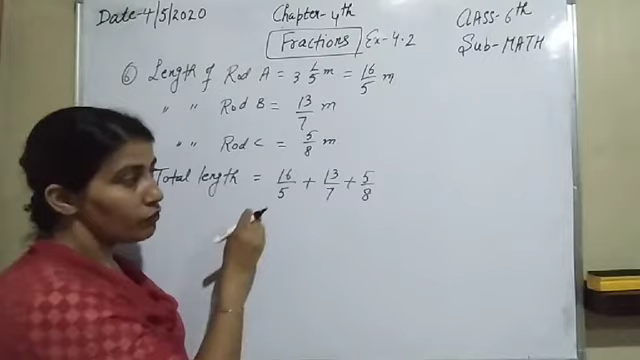 Date-4/5/2020 Chapter-4th CLASS-6th
Fractions Ex-4.2 Sub-MATH
⑥ Length of Rod A = 3 1/5 m = 16/5 m
" " Rod B = 13/7 m
" " Rod C = 5/8 m
Total length = 16/5 + 13/7 + 5/8